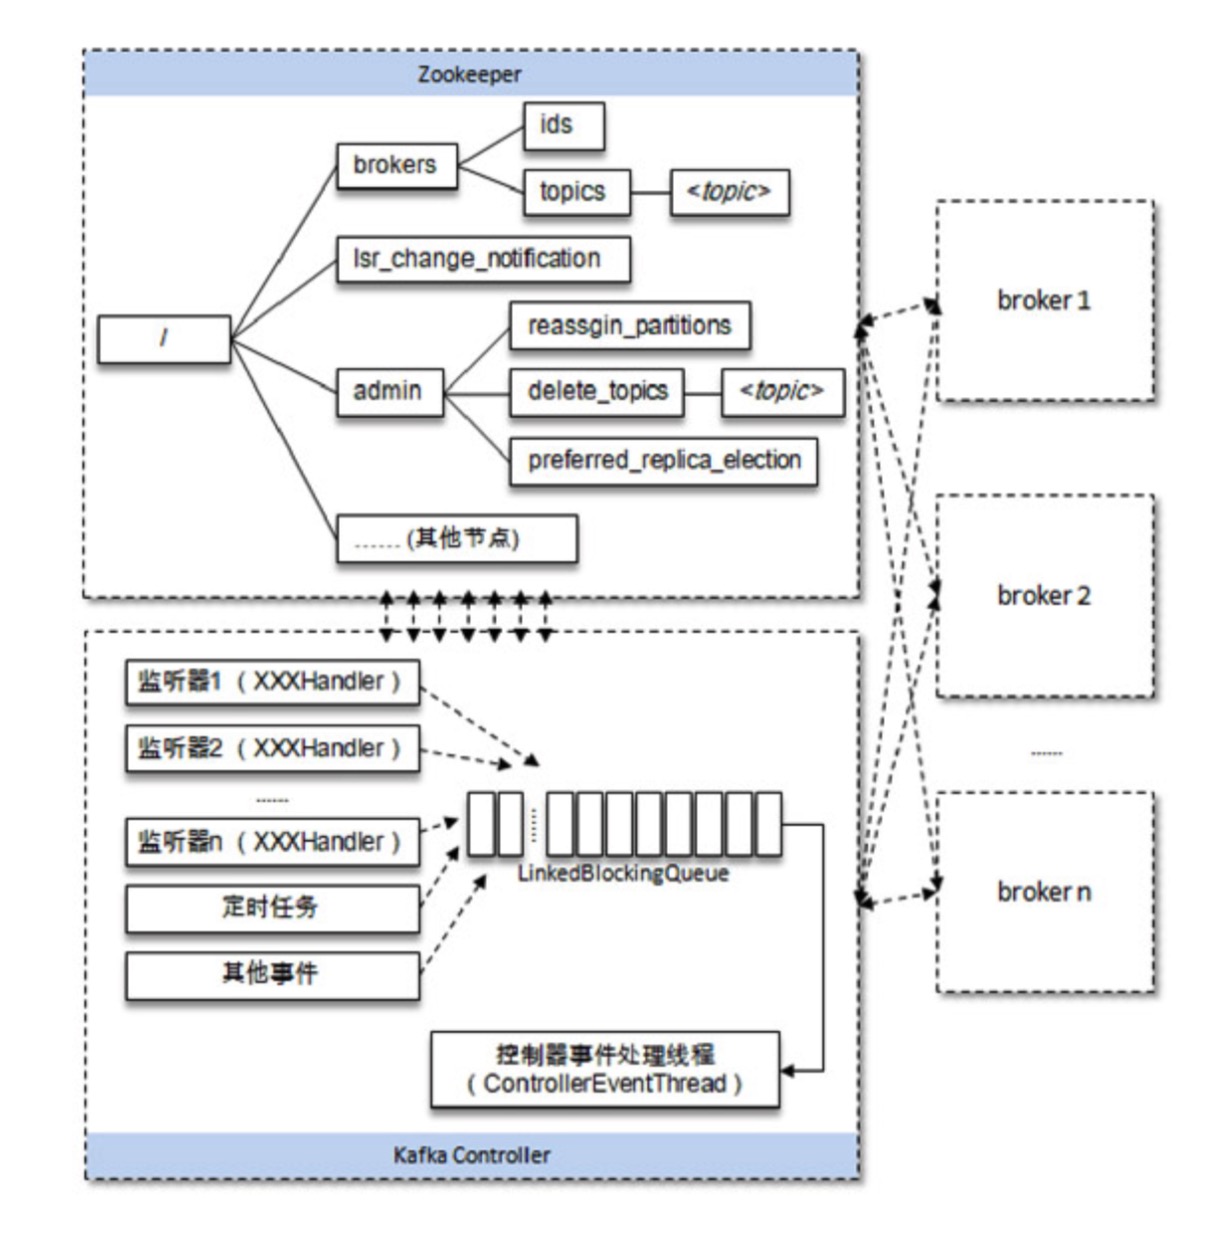 Zookeeper
ids
brokers
topics
<topic>
Isr_change_notification
reassgin_partitions
/
admin
delete_topics
<topic>
preferred_replica_election
…… (其他节点)
broker 1
broker 2
……
broker n
监听器1 ( XXXHandler )
监听器2 ( XXXHandler )
……
监听器n ( XXXHandler )
定时任务
其他事件
LinkedBlockingQueue
控制器事件处理线程
( ControllerEventThread )
Kafka Controller